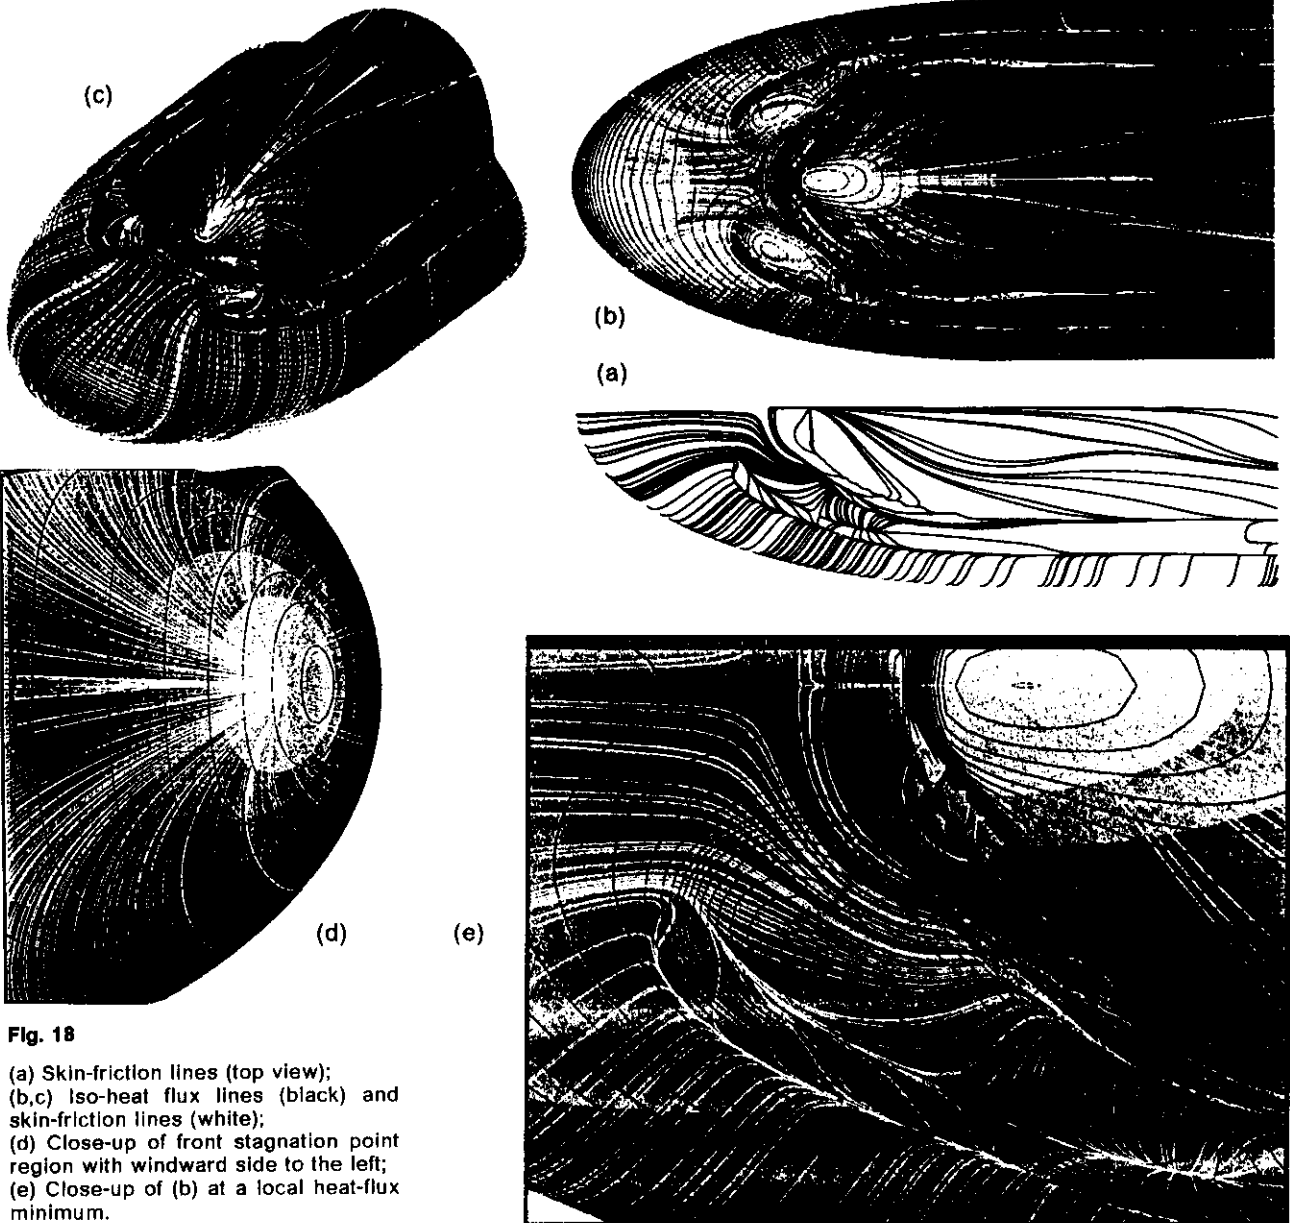 (c)
(b)
(a)
(d)
(e)
Fig. 18
(a) Skin-friction lines (top view);
(b,c) Iso-heat flux lines (black) and
skin-friction lines (white);
(d) Close-up of front stagnation point
region with windward side to the left;
(e) Close-up of (b) at a local heat-flux
minimum.